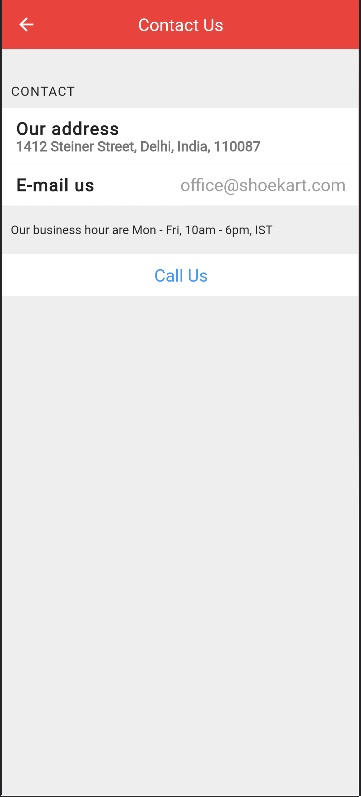 Contact Us
CONTACT
Our address
1412 Steiner Street, Delhi, India, 110087
E-mail us office@shoekart.com
Our business hour are Mon - Fri, 10am - 6pm, IST
Call Us